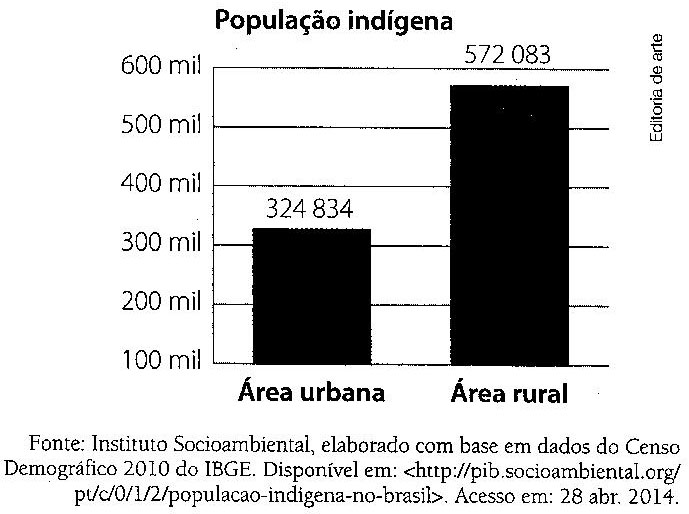 População indígena
572 083
600 mil
500 mil
400 mil
324 834
300 mil
200 mil
100 mil
Área urbana
Área rural
Editoria de arte
Fonte: Instituto Socioambiental, elaborado com base em dados do Censo
Demográfico 2010 do IBGE. Disponível em: <http://pib.socioambiental.org/
pt/c/0/1/2/populacao-indigena-no-brasil>. Acesso em: 28 abr. 2014.